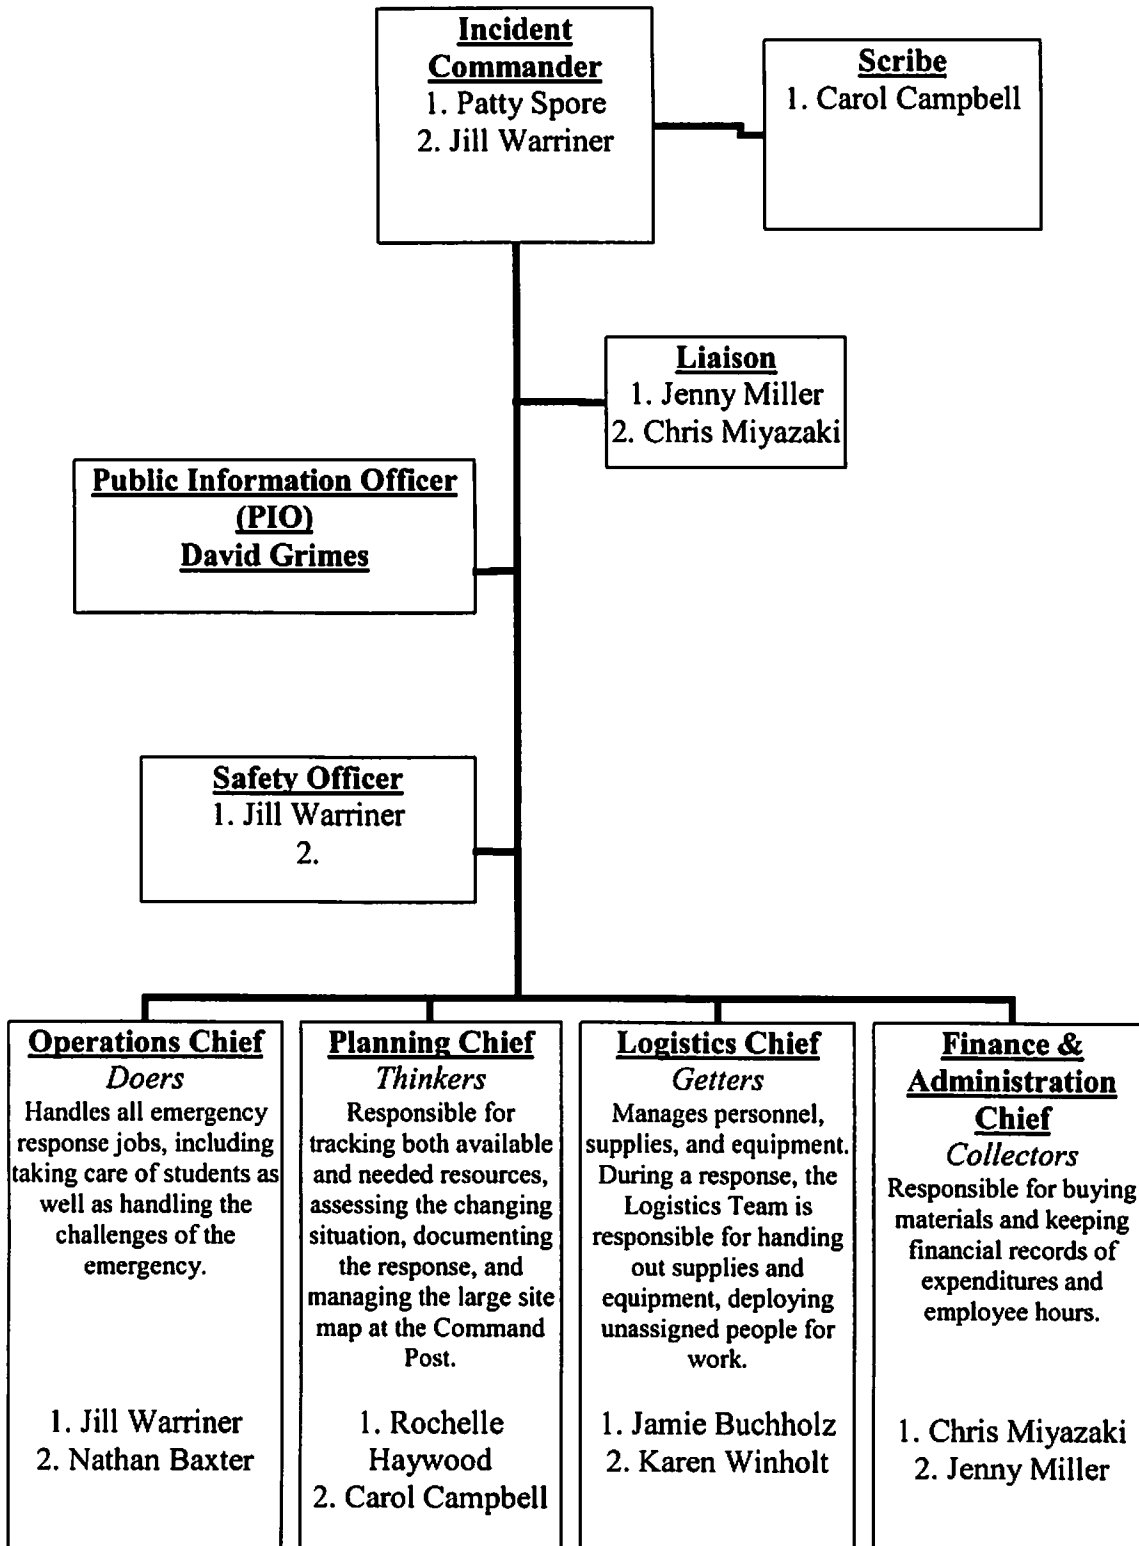 Incident
Commander
1. Patty Spore
2. Jill Warriner
Scribe
1. Carol Campbell
Liaison
1. Jenny Miller
2. Chris Miyazaki
Public Information Officer
(PIO)
David Grimes
Safety Officer
1. Jill Warriner
2.
Operations Chief
Doers
Handles all emergency
response jobs, including
taking care of students as
well as handling the
challenges of the
emergency.
1. Jill Warriner
2. Nathan Baxter
Planning Chief
Thinkers
Responsible for
tracking both available
and needed resources,
assessing the changing
situation, documenting
the response, and
managing the large site
map at the Command
Post.
1. Rochelle
Haywood
2. Carol Campbell
Logistics Chief
Getters
Manages personnel,
supplies, and equipment.
During a response, the
Logistics Team is
responsible for handing
out supplies and
equipment, deploying
unassigned people for
work.
1. Jamie Buchholz
2. Karen Winholt
Finance &
Administration
Chief
Collectors
Responsible for buying
materials and keeping
financial records of
expenditures and
employee hours.
1. Chris Miyazaki
2. Jenny Miller